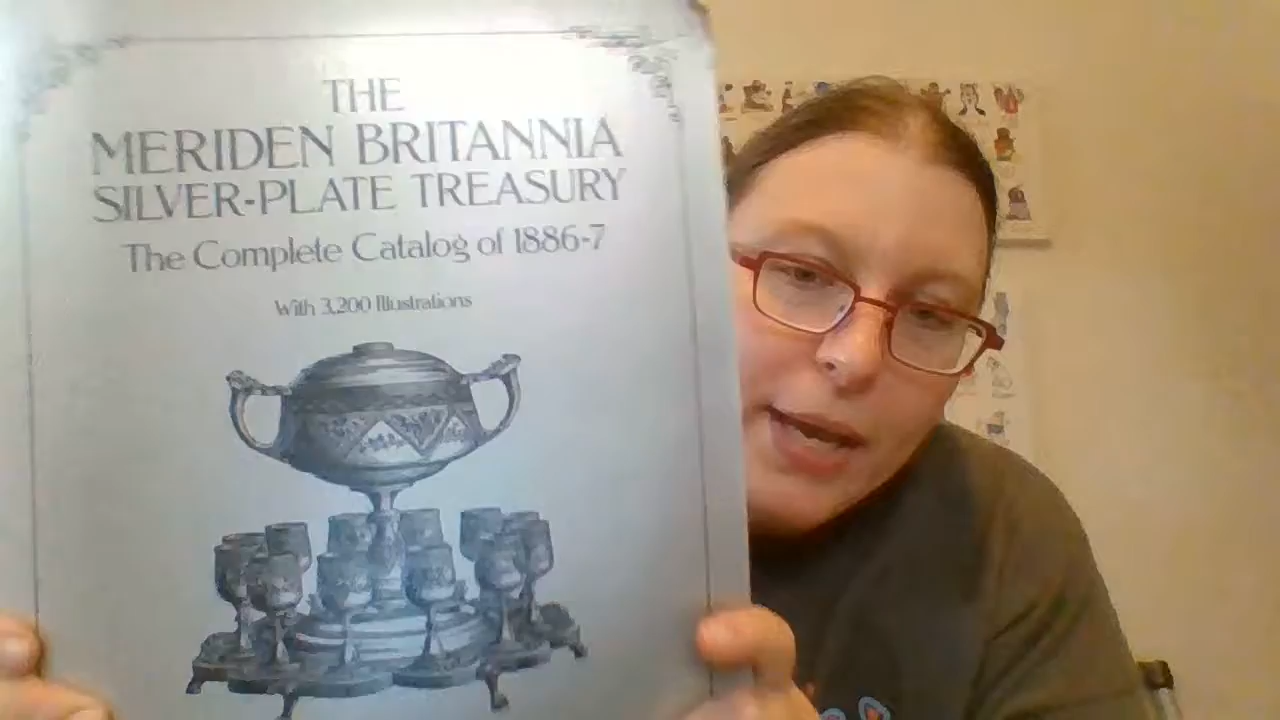 THE
MERIDEN BRITANNIA
SILVER-PLATE TREASURY
The Complete Catalog of 1886-7
With 3,200 Illustrations